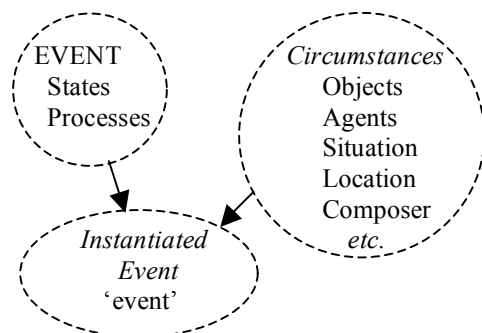 EVENT
States
Processes
Circumstances
Objects
Agents
Situation
Location
Composer
etc.
Instantiated
Event
‘event’